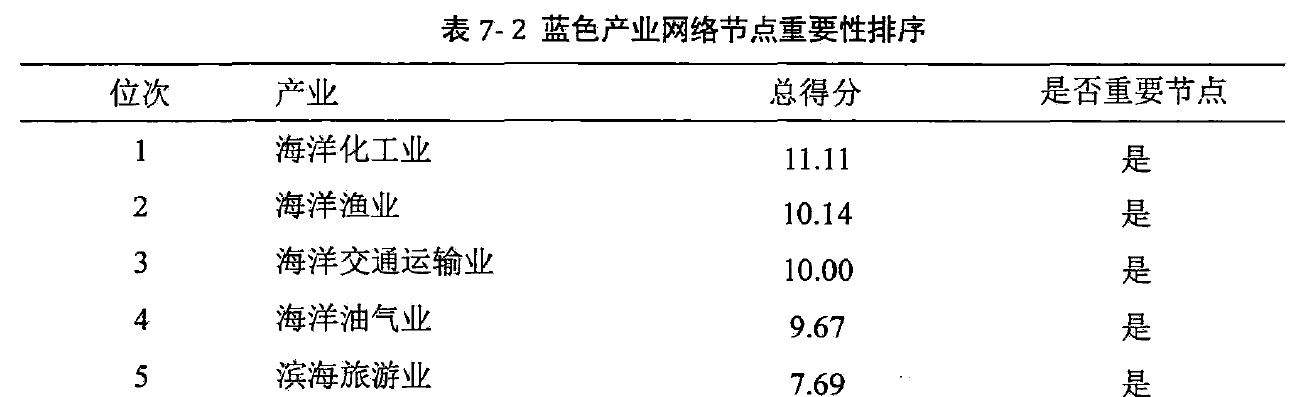 表 7- 2 蓝色产业网络节点重要性排序
位次 产业 总得分 是否重要节点
1 海洋化工业 11.11 是
2 海洋渔业 10.14 是
3 海洋交通运输业 10.00 是
4 海洋油气业 9.67 是
5 滨海旅游业 7.69 是